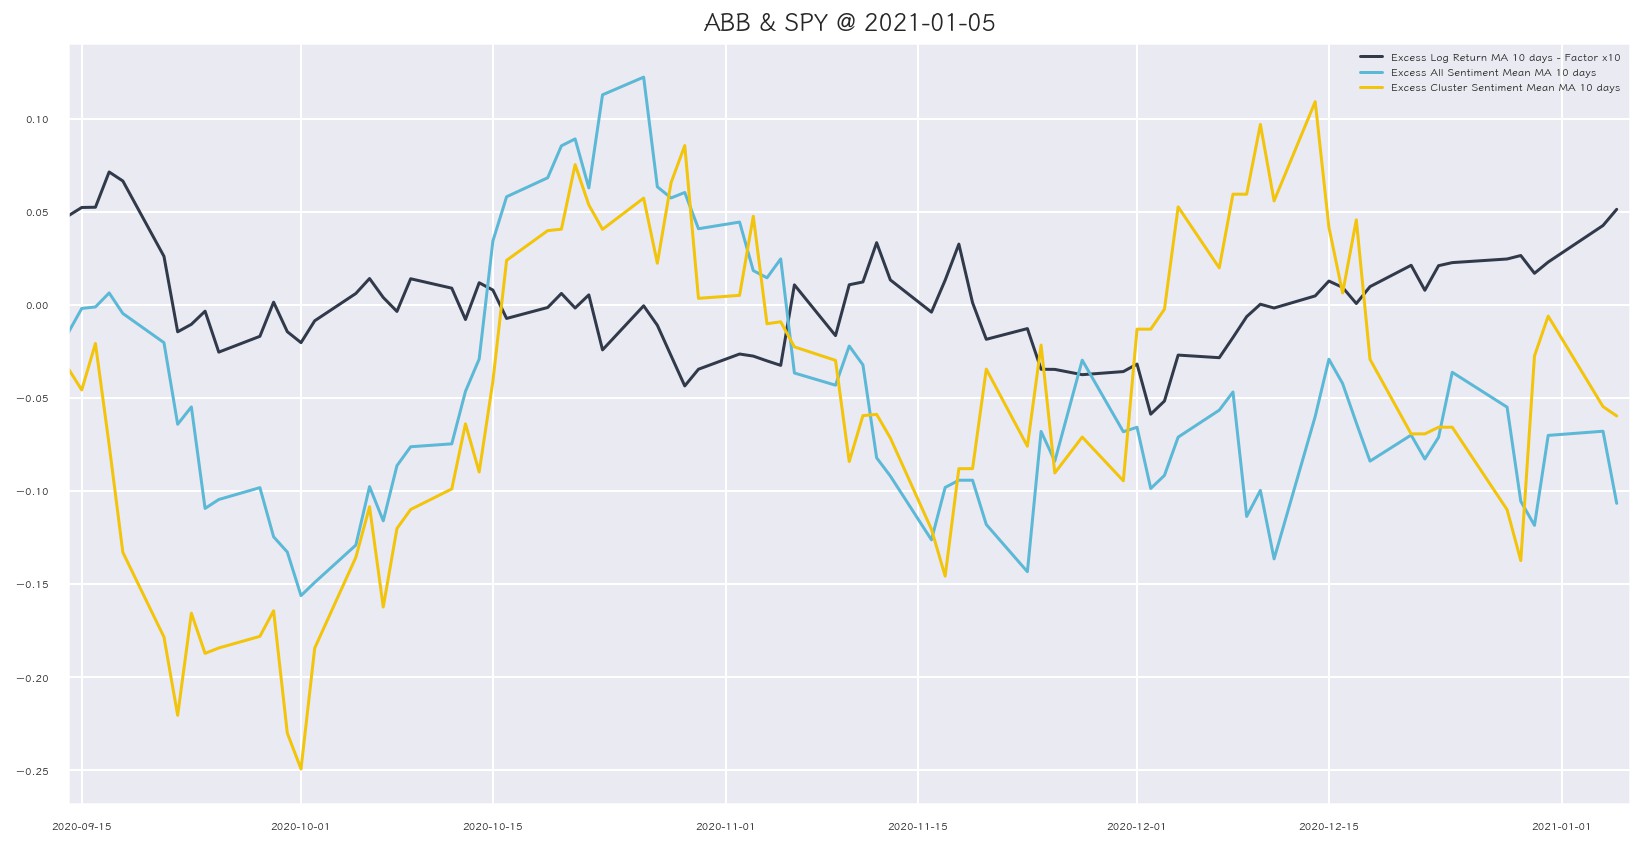 ABB & SPY @ 2021-01-05
Excess Log Return MA 10 days - Factor x10
Excess All Sentiment Mean MA 10 days
Excess Cluster Sentiment Mean MA 10 days
0.10
0.05
0.00
−0.05
−0.10
−0.15
−0.20
−0.25
2020-09-15 2020-10-01 2020-10-15 2020-11-01 2020-11-15 2020-12-01 2020-12-15 2021-01-01